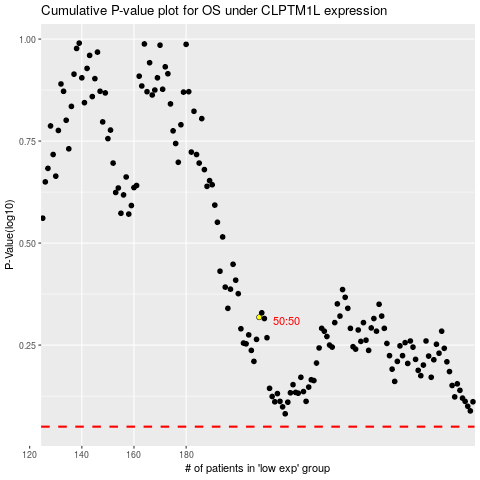 Cumulative P-value plot for OS under CLPTM1L expression
1.00
0.75
0.50
0.25
P-Value(log10)
50:50
120 140 160 180
# of patients in 'low exp' group